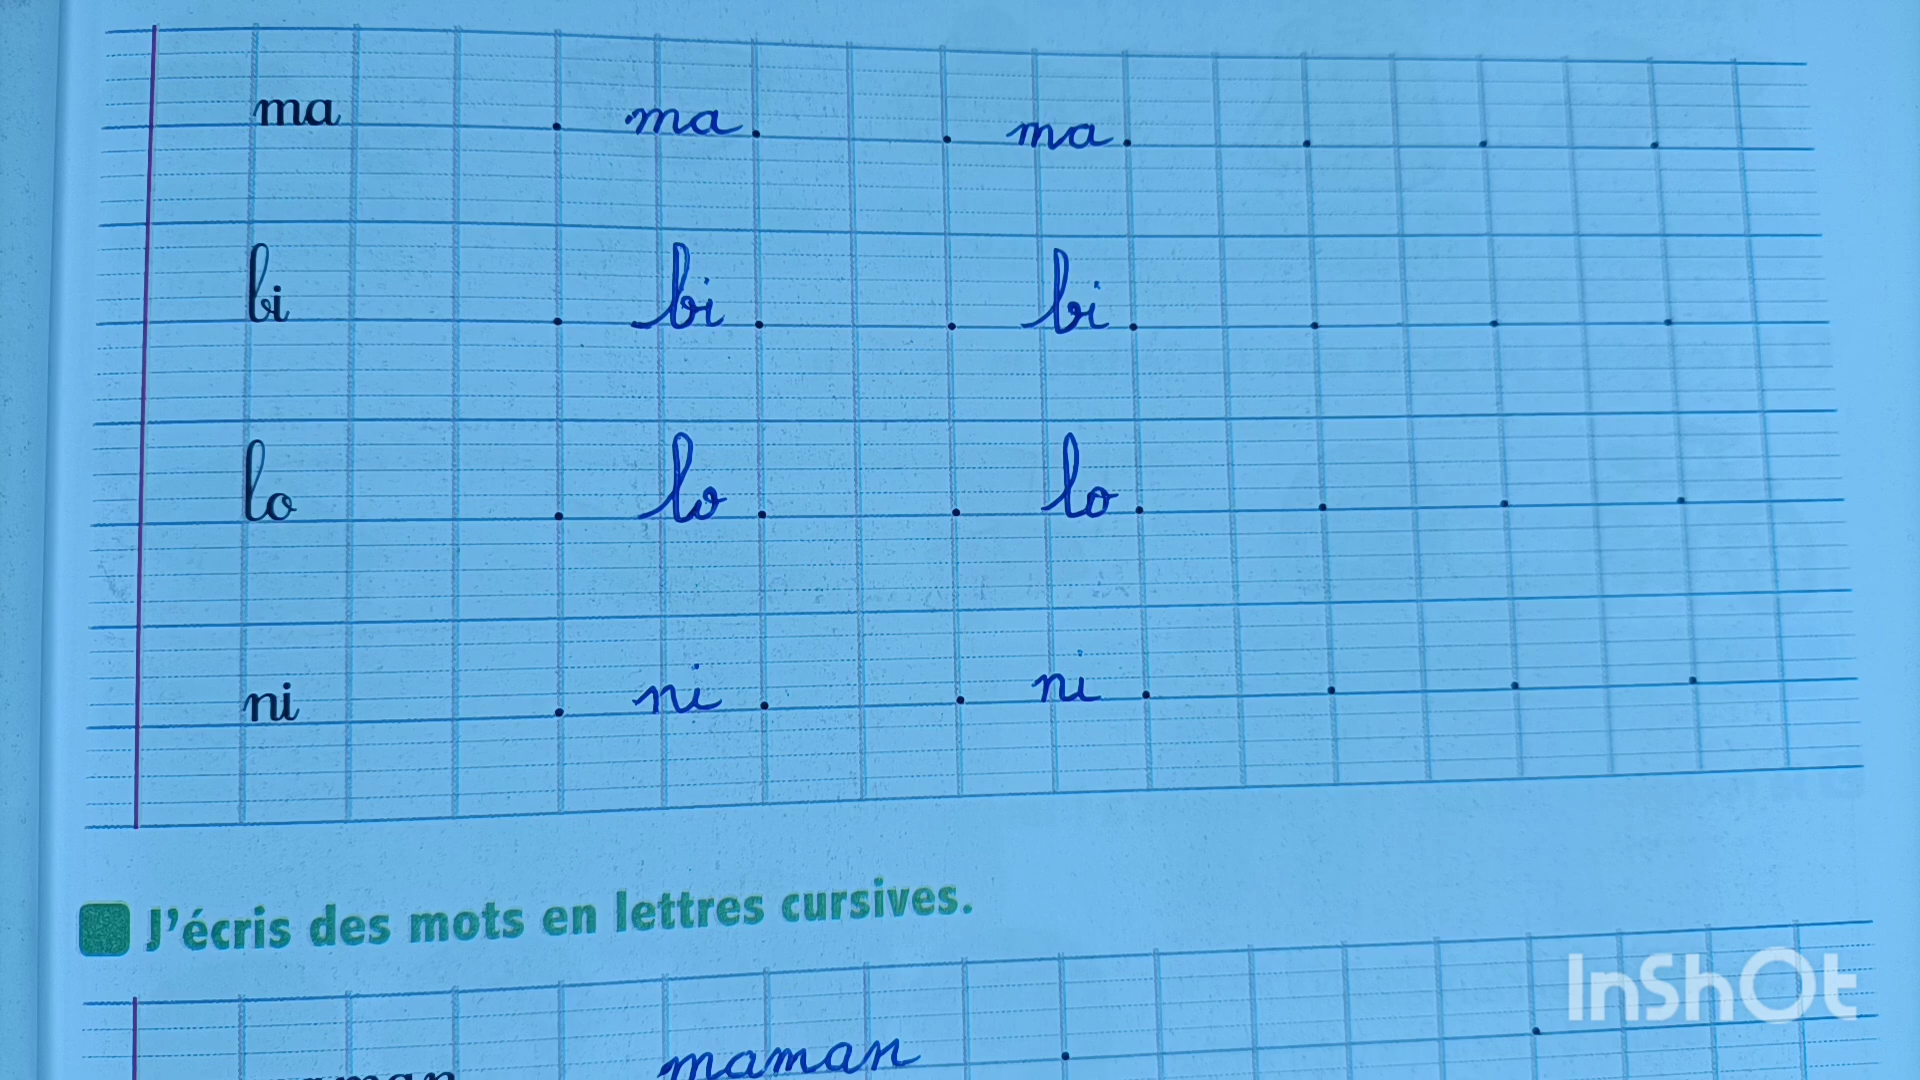 ma . ma . . ma . . . .
bi . bi . . bi . . . .
lo . lo . . lo . . . .
ni . ni . . ni . . . .
J'écris des mots en lettres cursives.
InShOt
maman maman . .